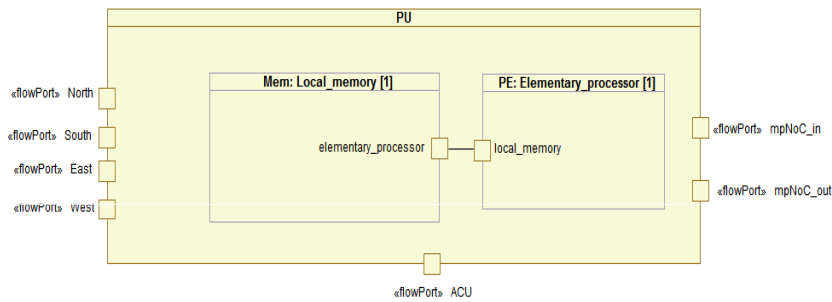 PU
Mem: Local_memory [1]
PE: Elementary_processor [1]
«flowPort» North
«flowPort» South
«flowPort» East
«flowPort» West
elementary_processor
local_memory
«flowPort» mpNoC_in
«flowPort» mpNoC_out
«flowPort» ACU